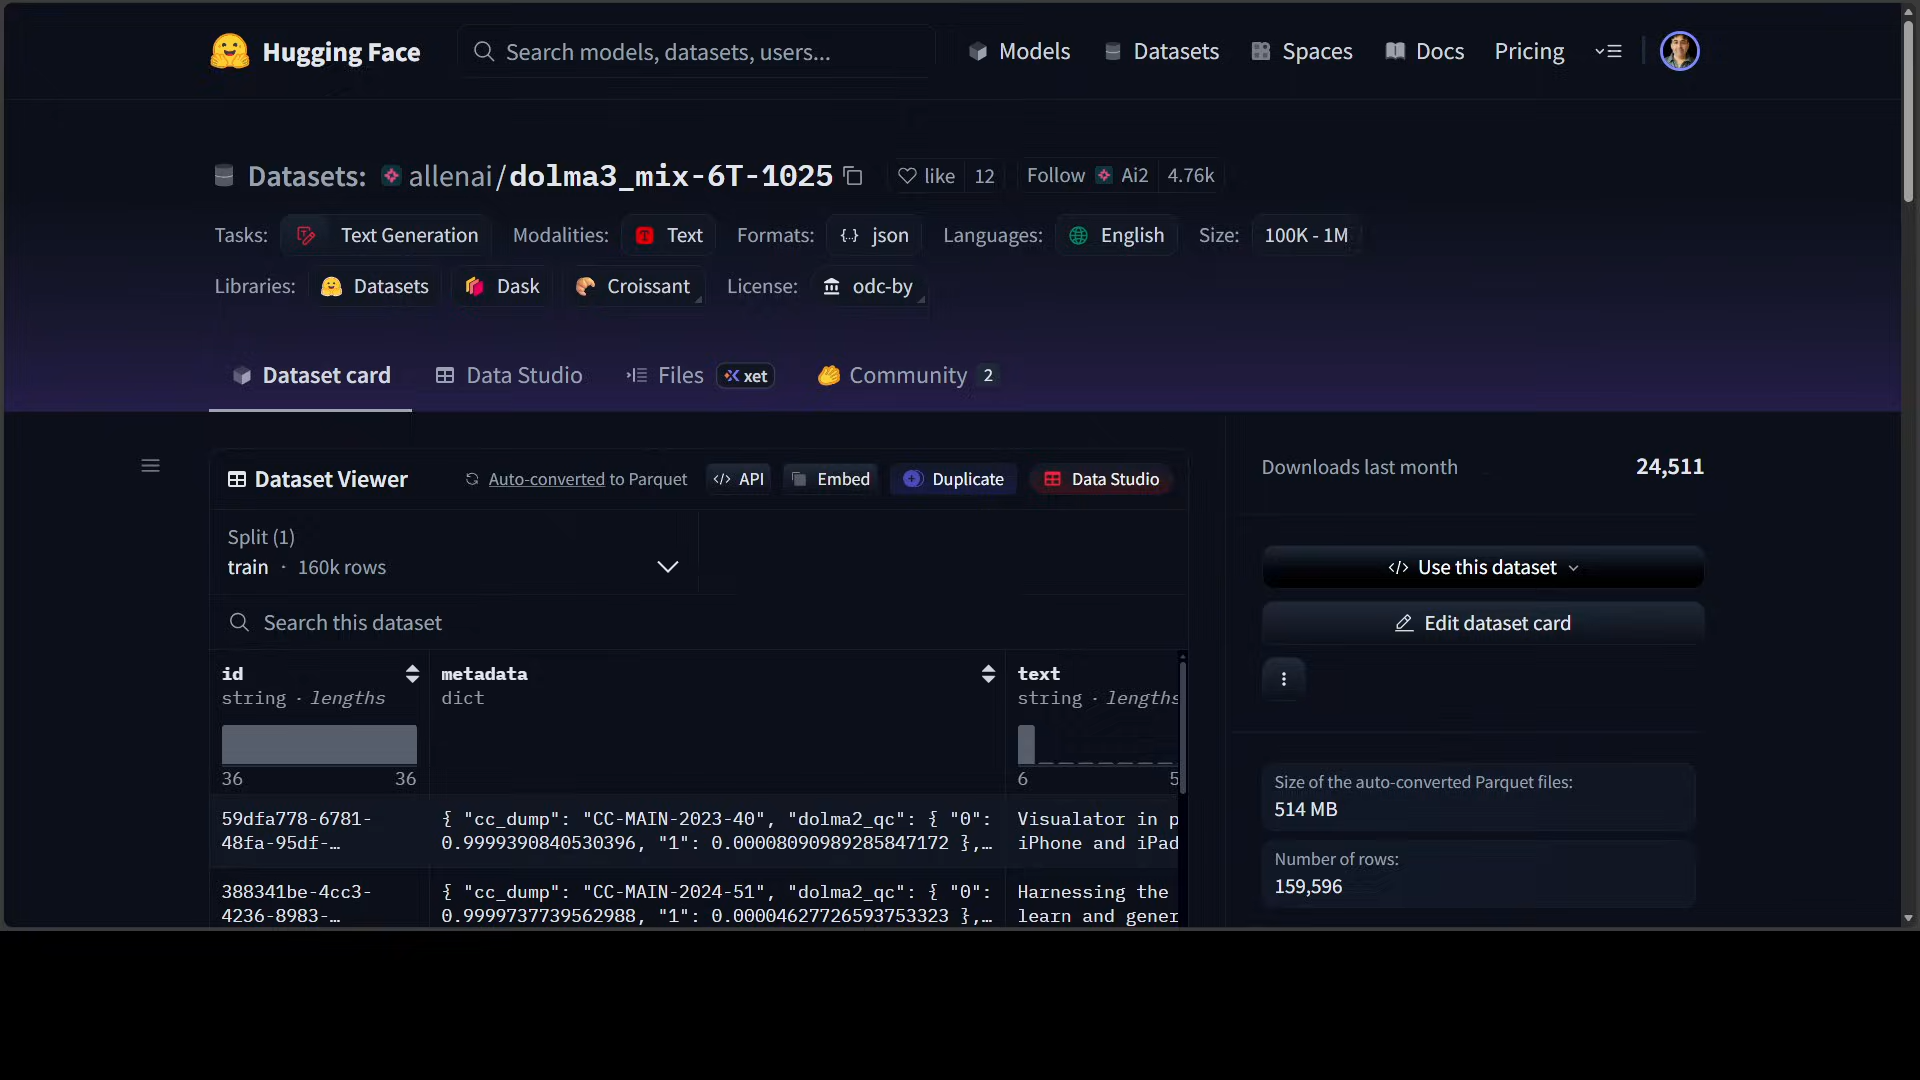 Hugging Face
Search models, datasets, users...
Models
Datasets
Spaces
Docs
Pricing
Datasets: allenai/dolma3_mix-6T-1025
like 12
Follow Ai2 4.76k
Tasks: Text Generation
Modalities: Text
Formats: json
Languages: English
Size: 100K - 1M
Libraries: Datasets
Dask
Croissant
License: odc-by
Dataset card
Data Studio
Files xet
Community 2
Dataset Viewer
Auto-converted to Parquet
API
Embed
Duplicate
Data Studio
Split (1)
train · 160k rows
Search this dataset
id
string · lengths
36 36
metadata
dict
text
string · lengths
6 5
59dfa778-6781-
48fa-95df-…
{ "cc_dump": "CC-MAIN-2023-40", "dolma2_qc": { "0":
0.9999390840530396, "1": 0.00008090989285847172 },…
Visualator in p
iPhone and iPad
388341be-4cc3-
4236-8983-…
{ "cc_dump": "CC-MAIN-2024-51", "dolma2_qc": { "0":
0.9999737739562988, "1": 0.00004627726593753323 },…
Harnessing the
learn and gener
Downloads last month
24,511
Use this dataset
Edit dataset card
Size of the auto-converted Parquet files:
514 MB
Number of rows:
159,596